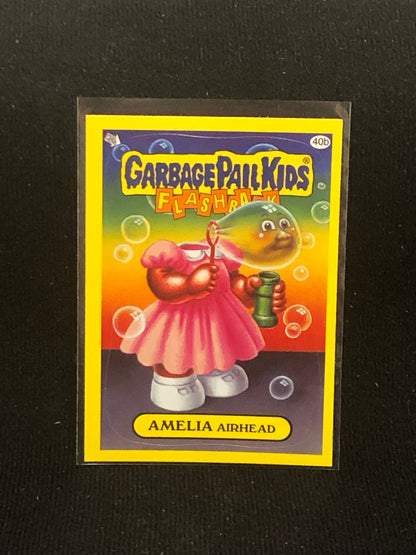 40b
GARBAGE PAIL KIDS®
FLASHBACK
AMELIA AIRHEAD